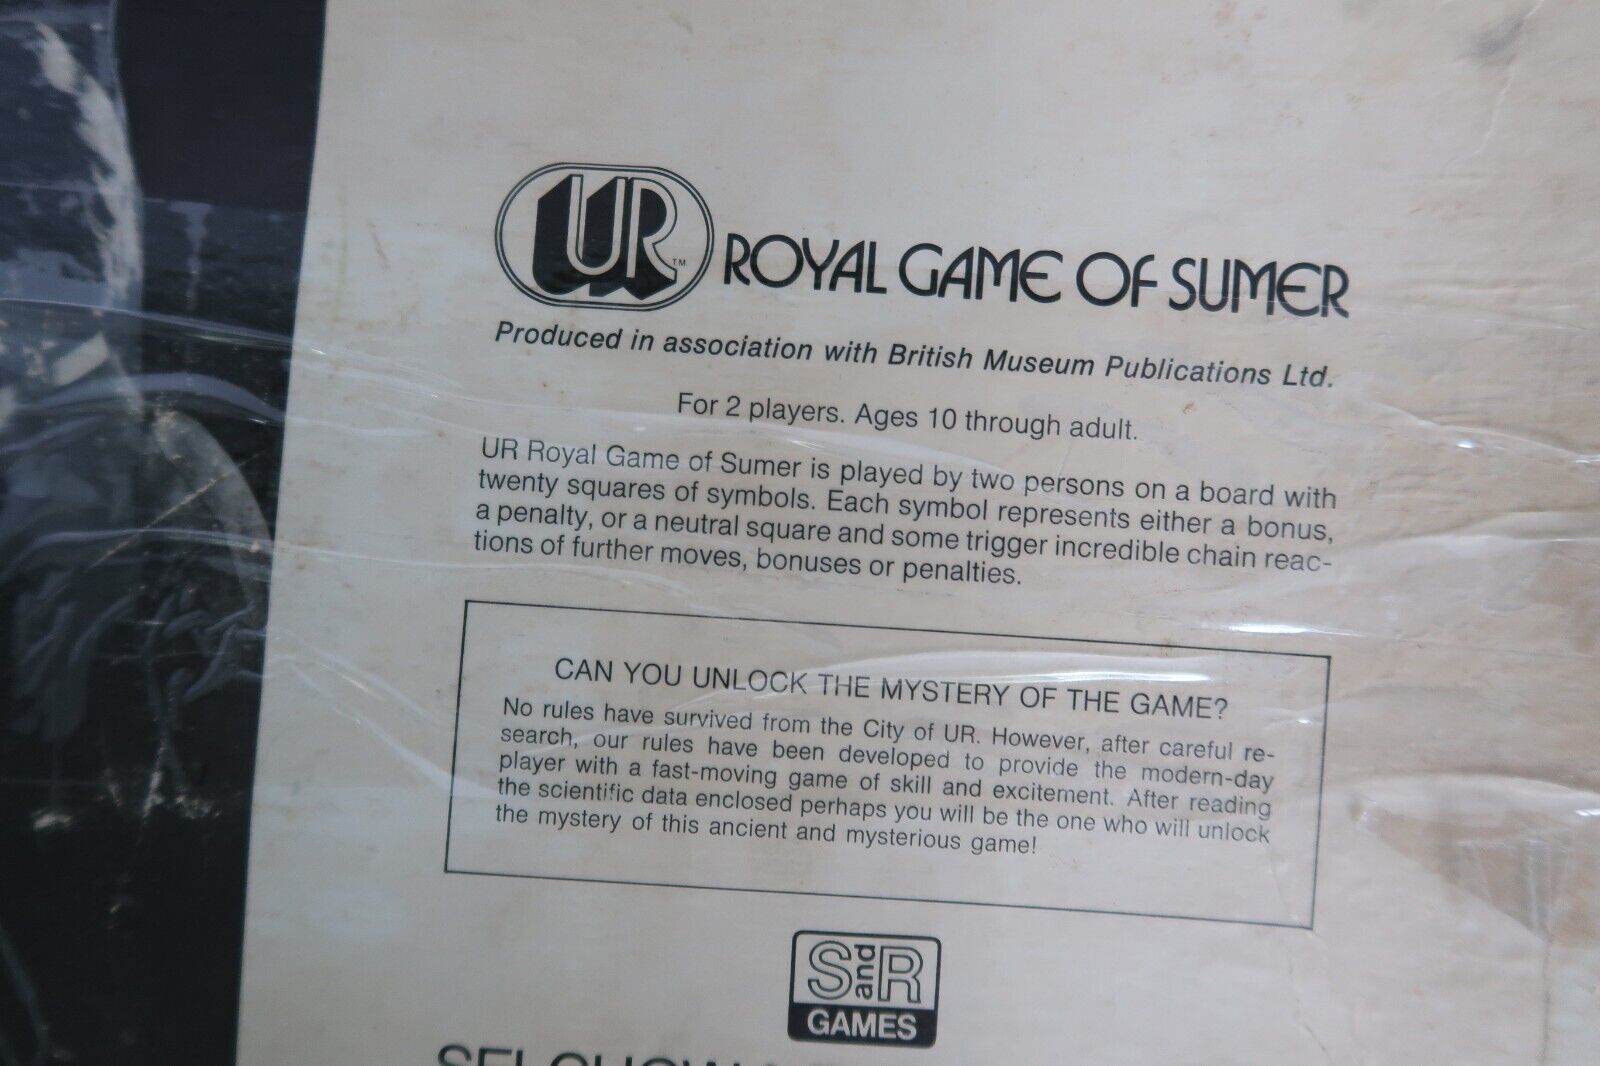 UR™ ROYAL GAME OF SUMER
Produced in association with British Museum Publications Ltd.
For 2 players. Ages 10 through adult.
UR Royal Game of Sumer is played by two persons on a board with
twenty squares of symbols. Each symbol represents either a bonus,
a penalty, or a neutral square and some trigger incredible chain reac-
tions of further moves, bonuses or penalties.
CAN YOU UNLOCK THE MYSTERY OF THE GAME?
No rules have survived from the City of UR. However, after careful re-
search, our rules have been developed to provide the modern-day
player with a fast-moving game of skill and excitement. After reading
the scientific data enclosed perhaps you will be the one who will unlock
the mystery of this ancient and mysterious game!
SandR
GAMES